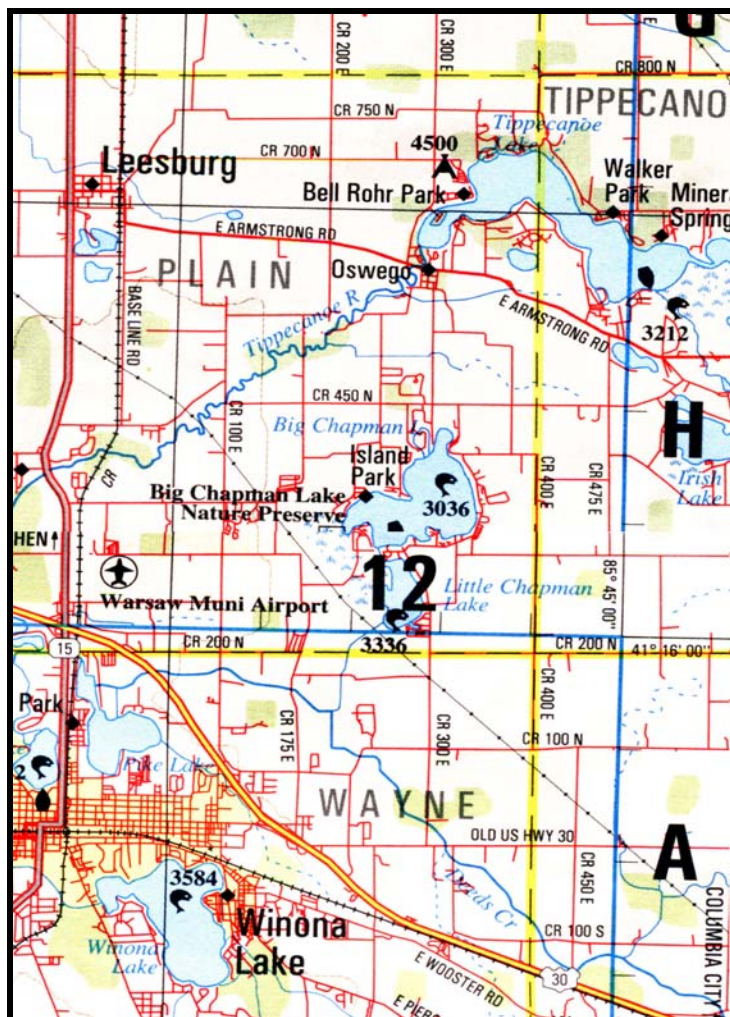 G
CR 200 E
CR 300 E
CR 800 N
TIPPECANO
CR 750 N
Tippecanoe
Lake
4500
CR 700 N
Leesburg
Bell Rohr Park
Walker
Park
Miner
Spring
E ARMSTRONG RD
PLAIN
Oswego
BASE LINE RD
Tippecanoe R
E ARMSTRONG RD
3212
CR 450 N
CR 100 E
Big Chapman L
H
CR
Island
Park
CR 400 E
CR 475 E
Irish
Lake
Big Chapman Lake
Nature Preserve
3036
HEN
12
Little Chapman
Lake
85° 45' 00"
Warsaw Muni Airport
CR 200 N
3336
CR 200 N
41° 16' 00"
15
Park
CR 175 E
CR 300 E
CR 400 E
CR 100 N
Pike Lake
2
WAYNE
OLD US HWY 30
A
CR 450 E
3584
Winona
Lake
Winona
Lake
Deeds Cr
CR 100 S
COLUMBIA CITY
E WOOSTER RD
30
E PIER